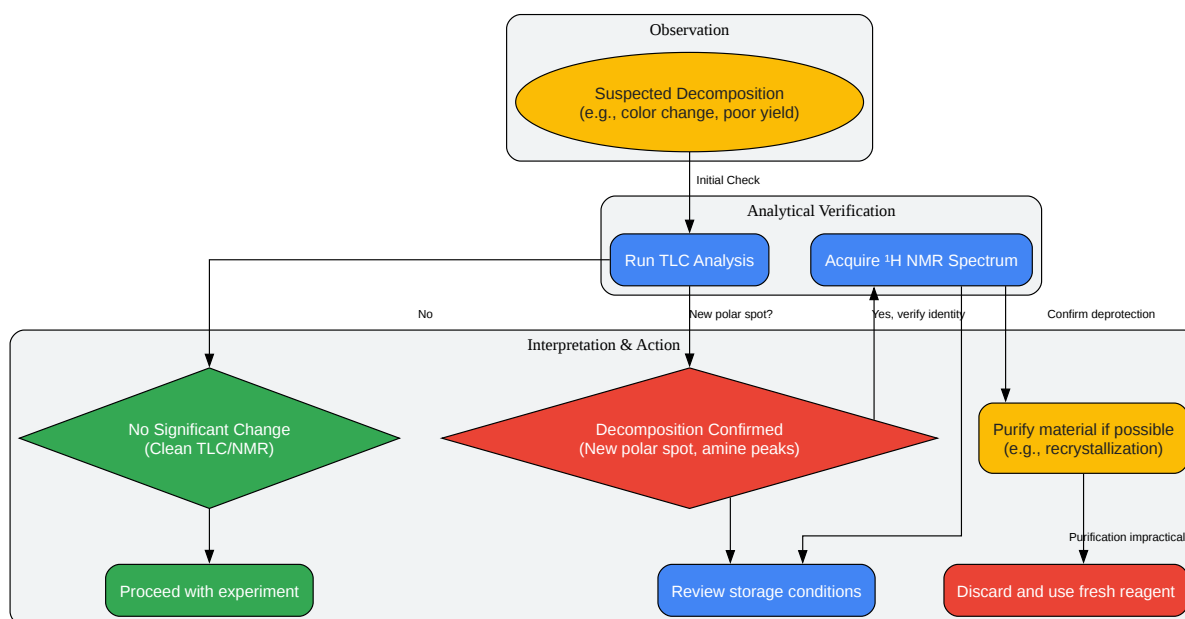 Observation
Suspected Decomposition
(e.g., color change, poor yield)
Initial Check
Analytical Verification
Run TLC Analysis
Acquire ¹H NMR Spectrum
No
New polar spot?
Yes, verify identity
Confirm deprotection
Interpretation & Action
No Significant Change
(Clean TLC/NMR)
Decomposition Confirmed
(New polar spot, amine peaks)
Purify material if possible
(e.g., recrystallization)
Purification impractical
Proceed with experiment
Review storage conditions
Discard and use fresh reagent